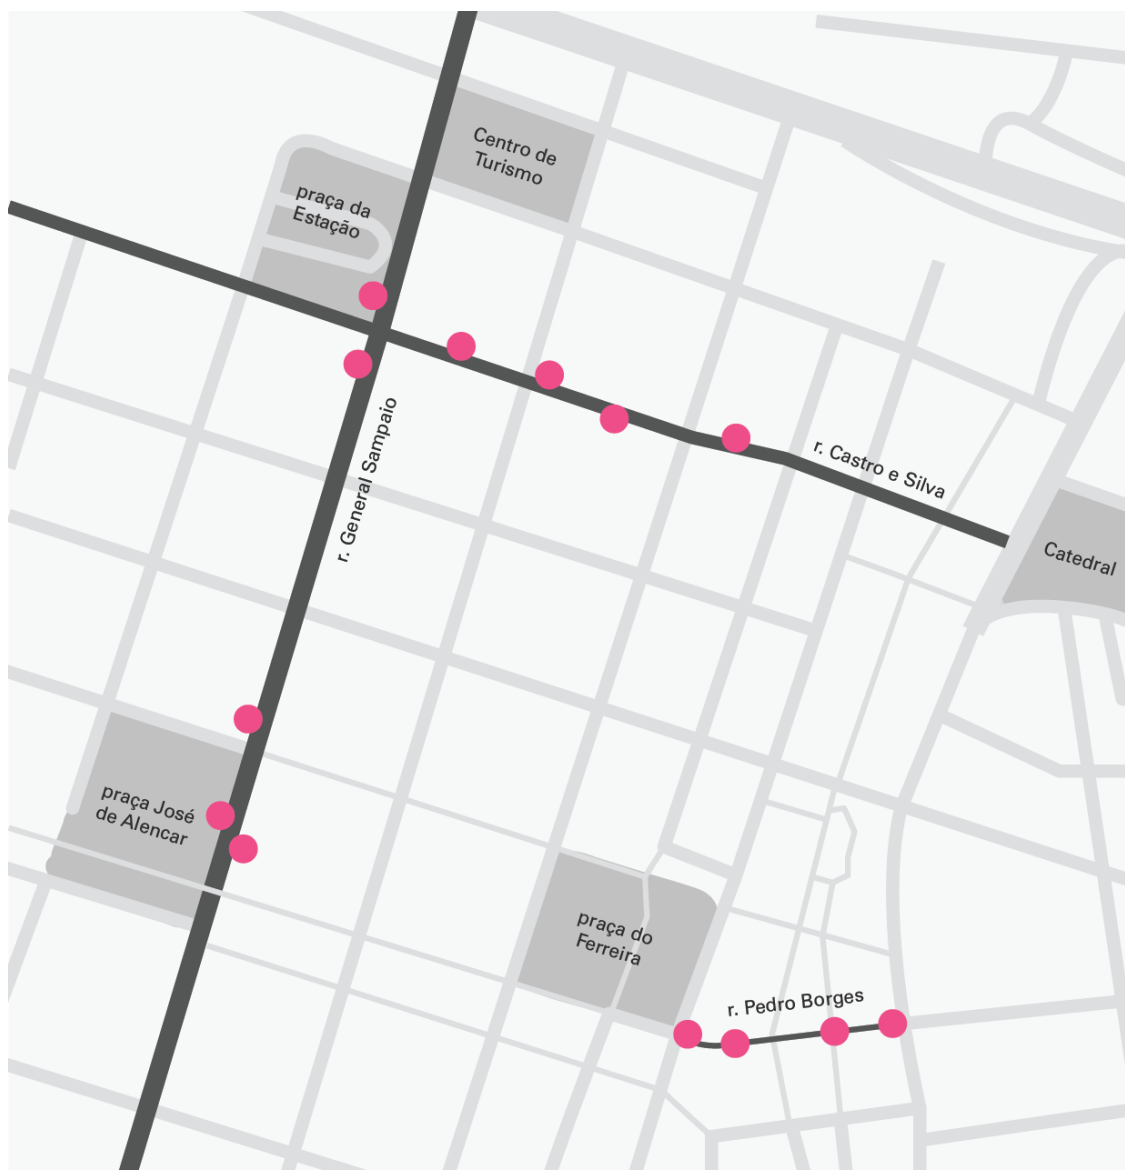 Centro de
Turismo
praça da
Estação
r. General Sampaio
r. Castro e Silva
Catedral
praça José
de Alencar
praça do
Ferreira
r. Pedro Borges